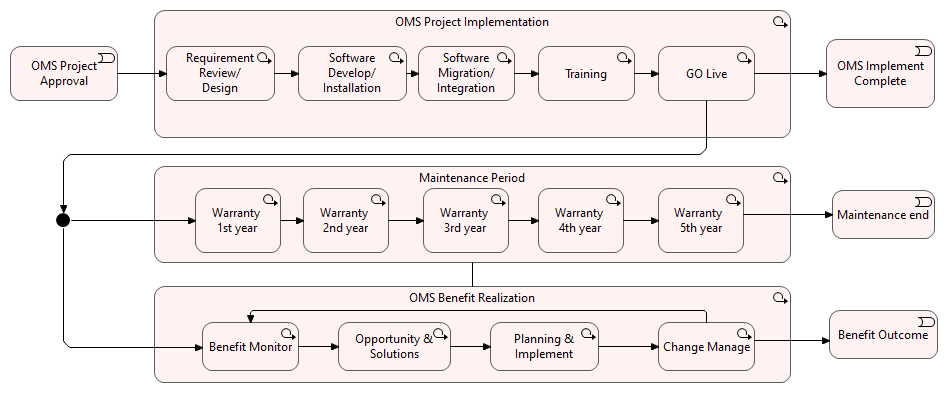 OMS Project Implementation
OMS Project
Approval
Requirement
Review/
Design
Software
Develop/
Installation
Software
Migration/
Integration
Training
GO Live
OMS Implement
Complete
Maintenance Period
Warranty
1st year
Warranty
2nd year
Warranty
3rd year
Warranty
4th year
Warranty
5th year
Maintenance end
OMS Benefit Realization
Benefit Monitor
Opportunity &
Solutions
Planning &
Implement
Change Manage
Benefit Outcome